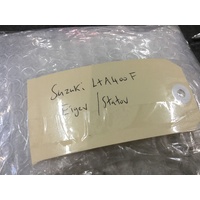 Suzuki LTA400F
Eiger / Stator